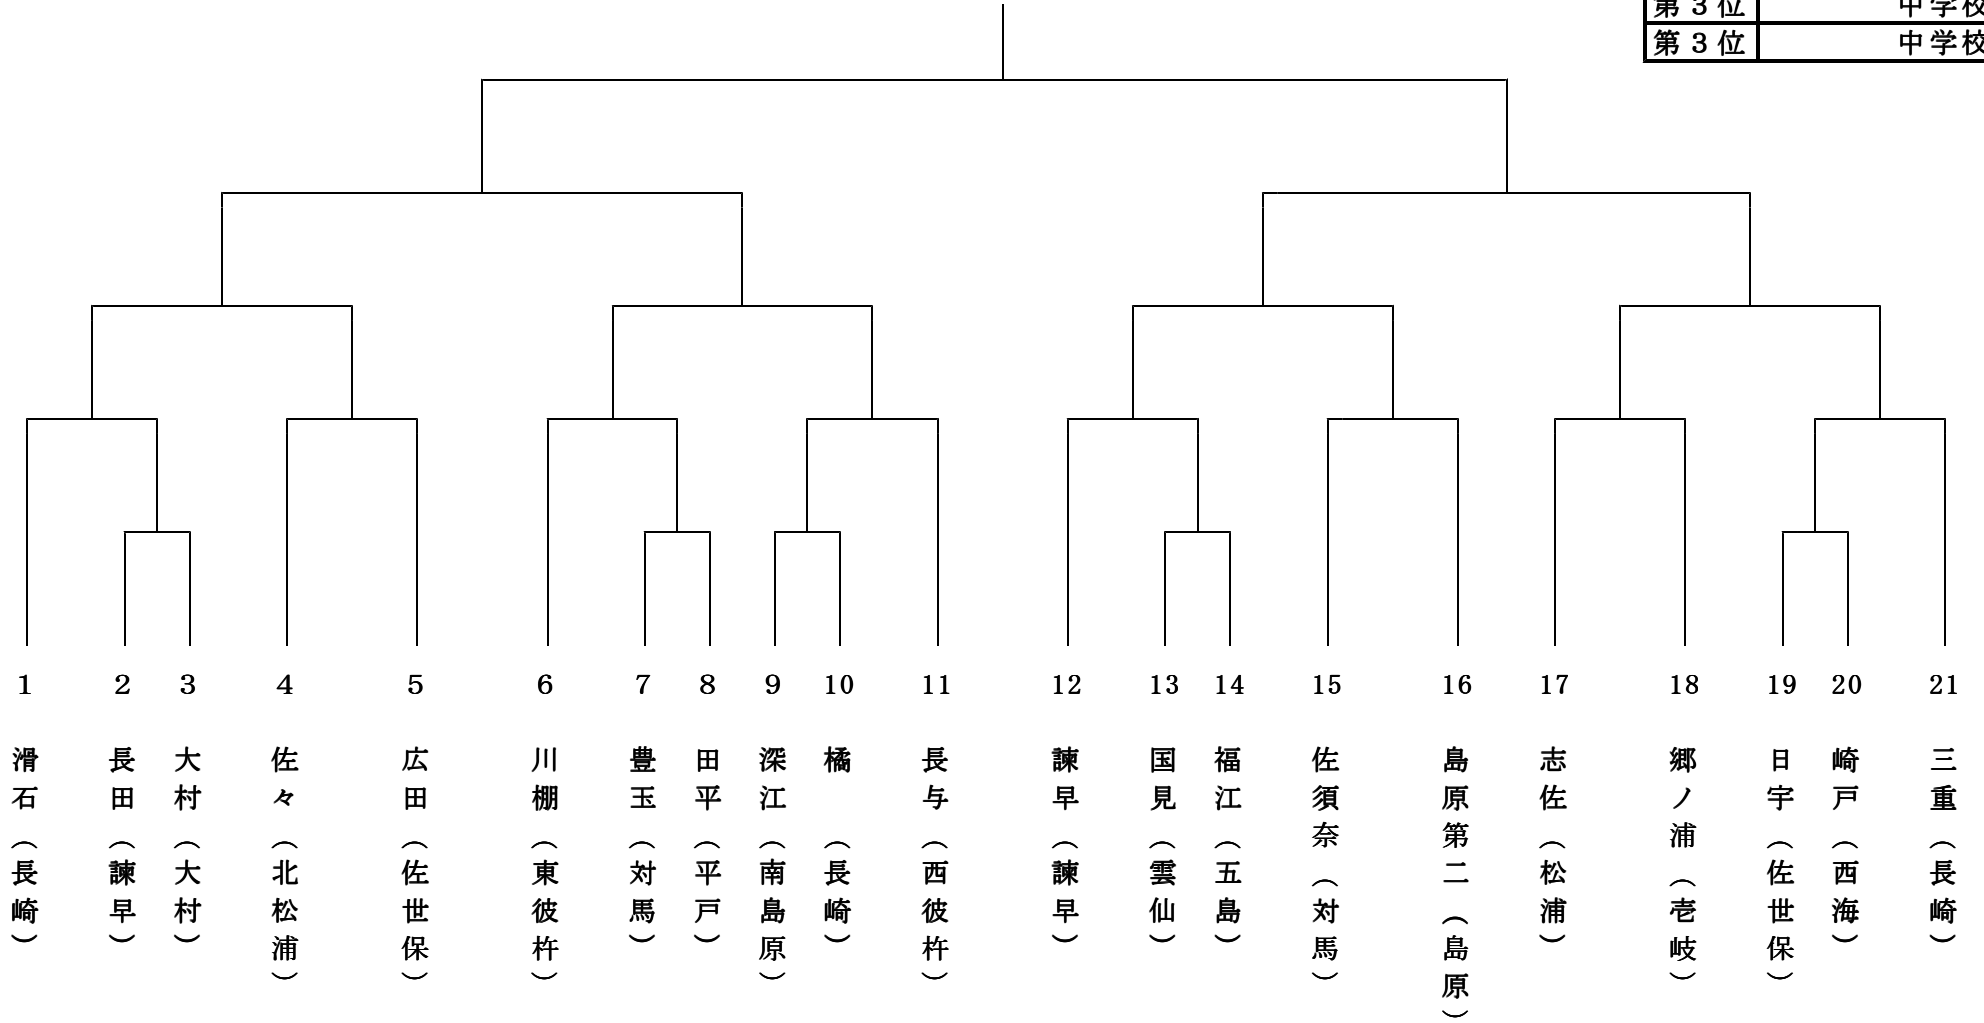 第３位 中学校
第３位 中学校
1 滑石（長崎）
2 長田（諫早）
3 大村（大村）
4 佐々（北松浦）
5 広田（佐世保）
6 川棚（東彼杵）
7 豊玉（対馬）
8 田平（平戸）
9 深江（南島原）
10 橘（長崎）
11 長与（西彼杵）
12 諫早（諫早）
13 国見（雲仙）
14 福江（五島）
15 佐須奈（対馬）
16 島原第二（島原）
17 志佐（松浦）
18 郷ノ浦（壱岐）
19 日宇（佐世保）
20 崎戸（西海）
21 三重（長崎）